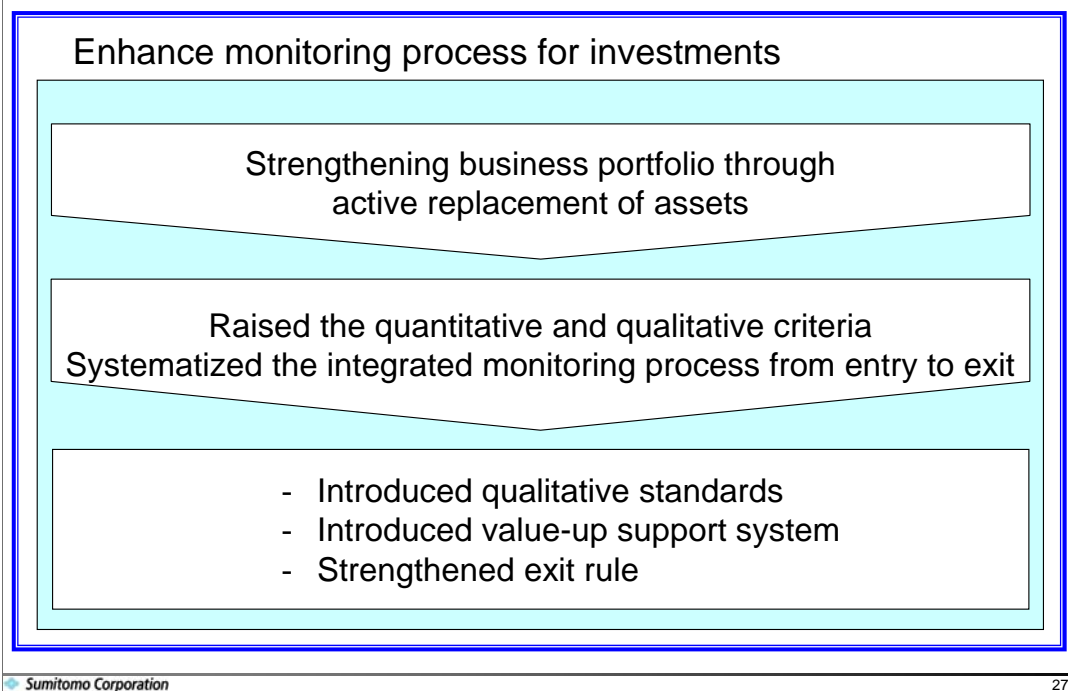 Enhance monitoring process for investments
Strengthening business portfolio through
active replacement of assets
Raised the quantitative and qualitative criteria
Systematized the integrated monitoring process from entry to exit
- Introduced qualitative standards
- Introduced value-up support system
- Strengthened exit rule
Sumitomo Corporation
27